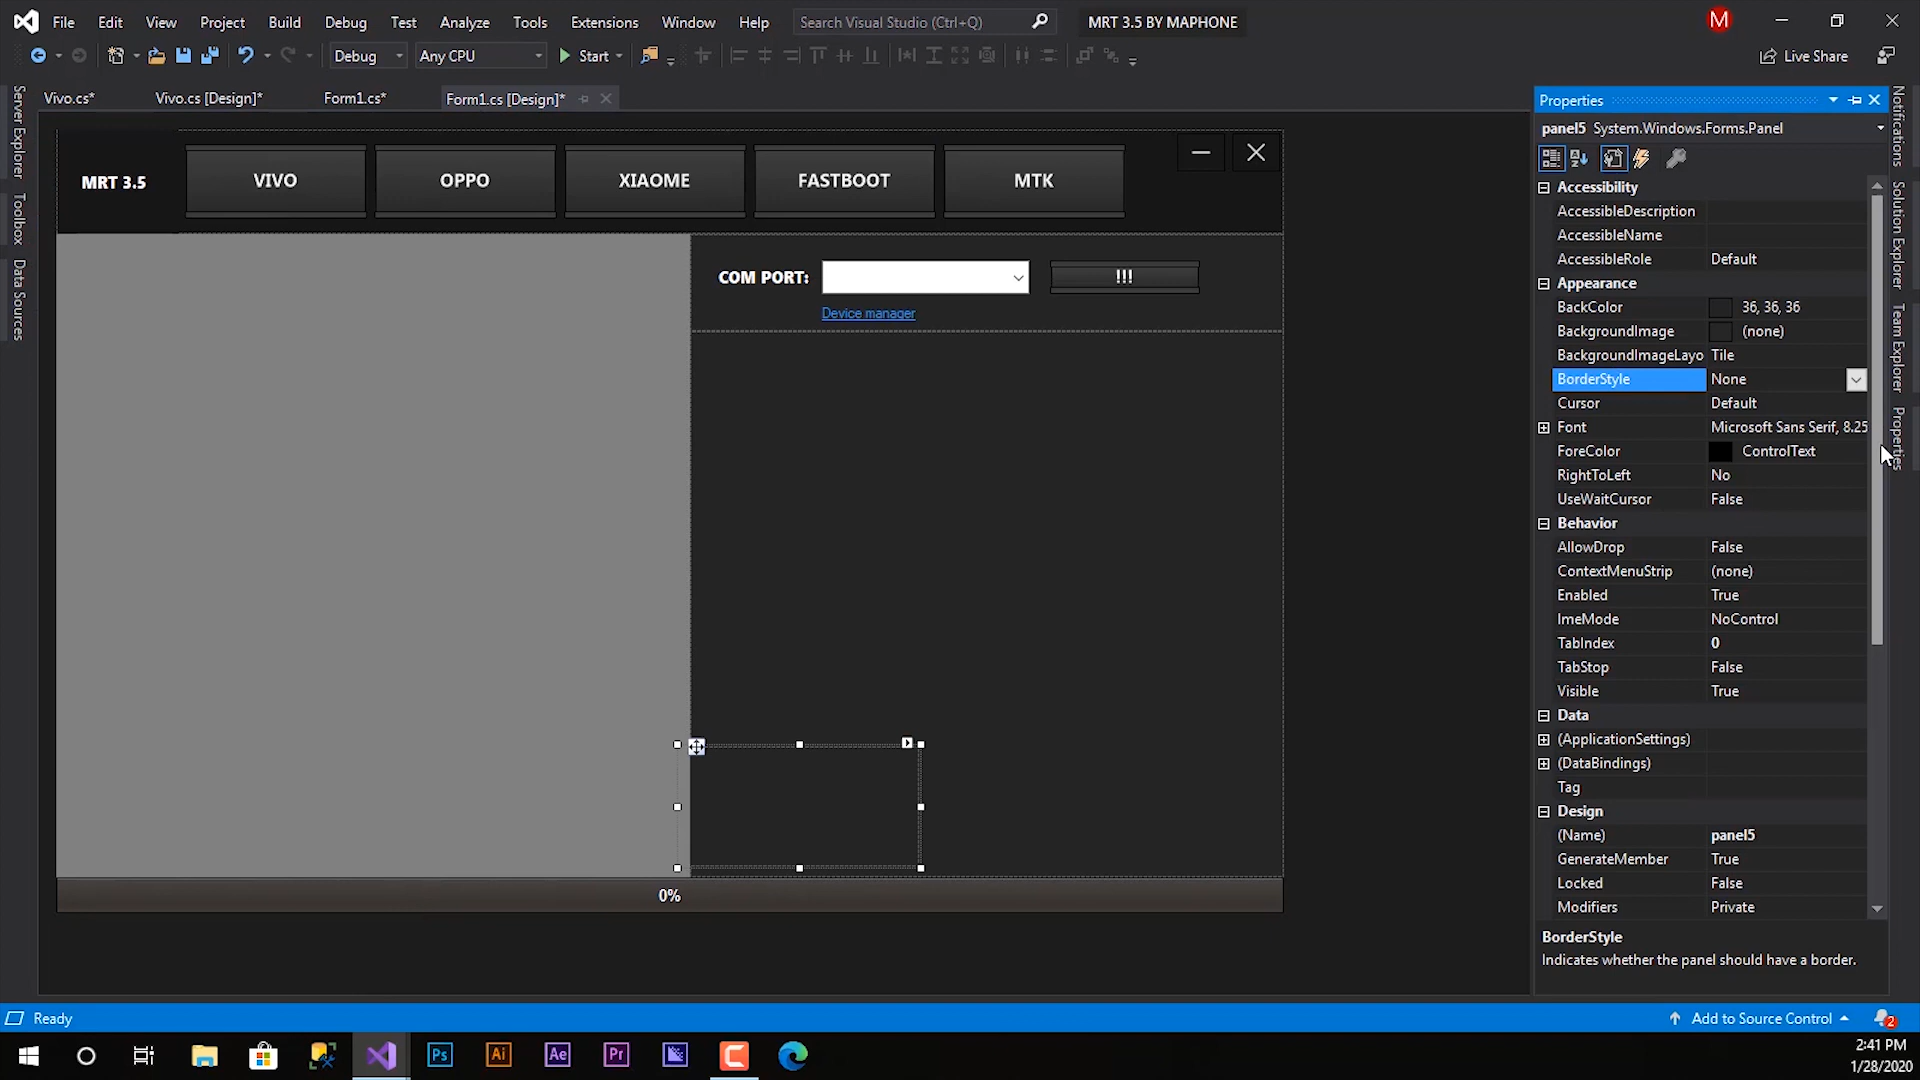 File Edit View Project Build Debug Test Analyze Tools Extensions Window Help Search Visual Studio (Ctrl+Q) MRT 3.5 BY MAPHONE M
Debug Any CPU Start Live Share
Vivo.cs* Vivo.cs [Design]* Form1.cs* Form1.cs [Design]*
Server Explorer
Toolbox
Data Sources
MRT 3.5 VIVO OPPO XIAOME FASTBOOT MTK
COM PORT: !!!
Device manager
0%
Properties
panel5 System.Windows.Forms.Panel
Accessibility
AccessibleDescription
AccessibleName
AccessibleRole Default
Appearance
BackColor 36, 36, 36
BackgroundImage (none)
BackgroundImageLayo Tile
BorderStyle None
Cursor Default
Font Microsoft Sans Serif, 8.25
ForeColor ControlText
RightToLeft No
UseWaitCursor False
Behavior
AllowDrop False
ContextMenuStrip (none)
Enabled True
ImeMode NoControl
TabIndex 0
TabStop False
Visible True
Data
(ApplicationSettings)
(DataBindings)
Tag
Design
(Name) panel5
GenerateMember True
Locked False
Modifiers Private
BorderStyle
Indicates whether the panel should have a border.
Notifications
Solution Explorer
Team Explorer
Properties
Ready Add to Source Control 2
Ps Ai Ae Pr
2:41 PM
1/28/2020